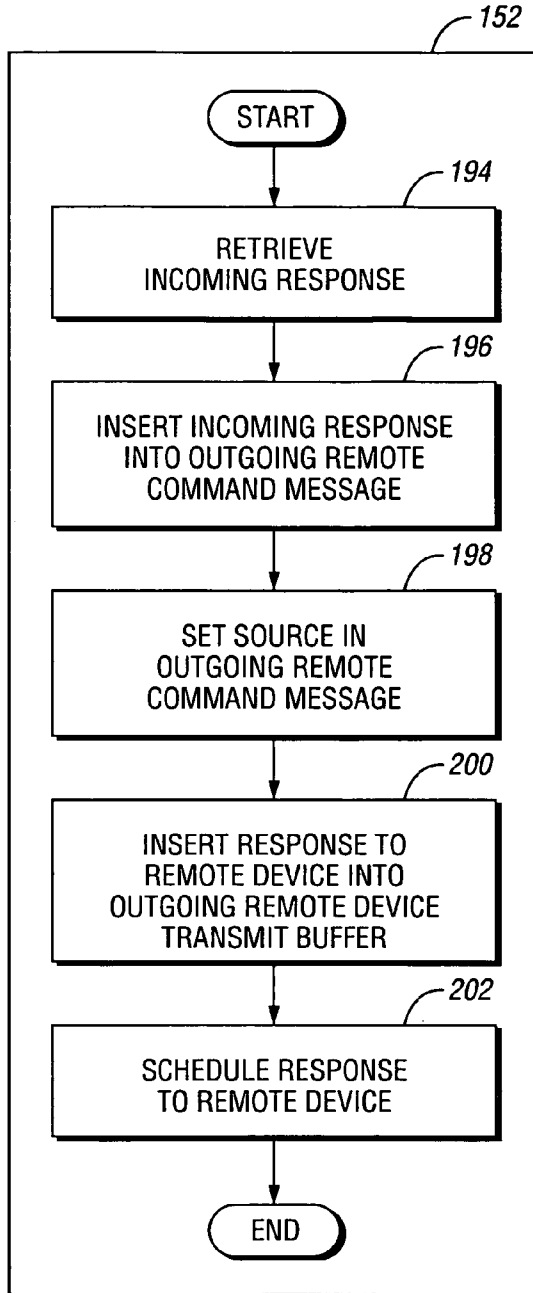 152
START
194
RETRIEVE
INCOMING RESPONSE
196
INSERT INCOMING RESPONSE
INTO OUTGOING REMOTE
COMMAND MESSAGE
198
SET SOURCE IN
OUTGOING REMOTE
COMMAND MESSAGE
200
INSERT RESPONSE TO
REMOTE DEVICE INTO
OUTGOING REMOTE DEVICE
TRANSMIT BUFFER
202
SCHEDULE RESPONSE
TO REMOTE DEVICE
END